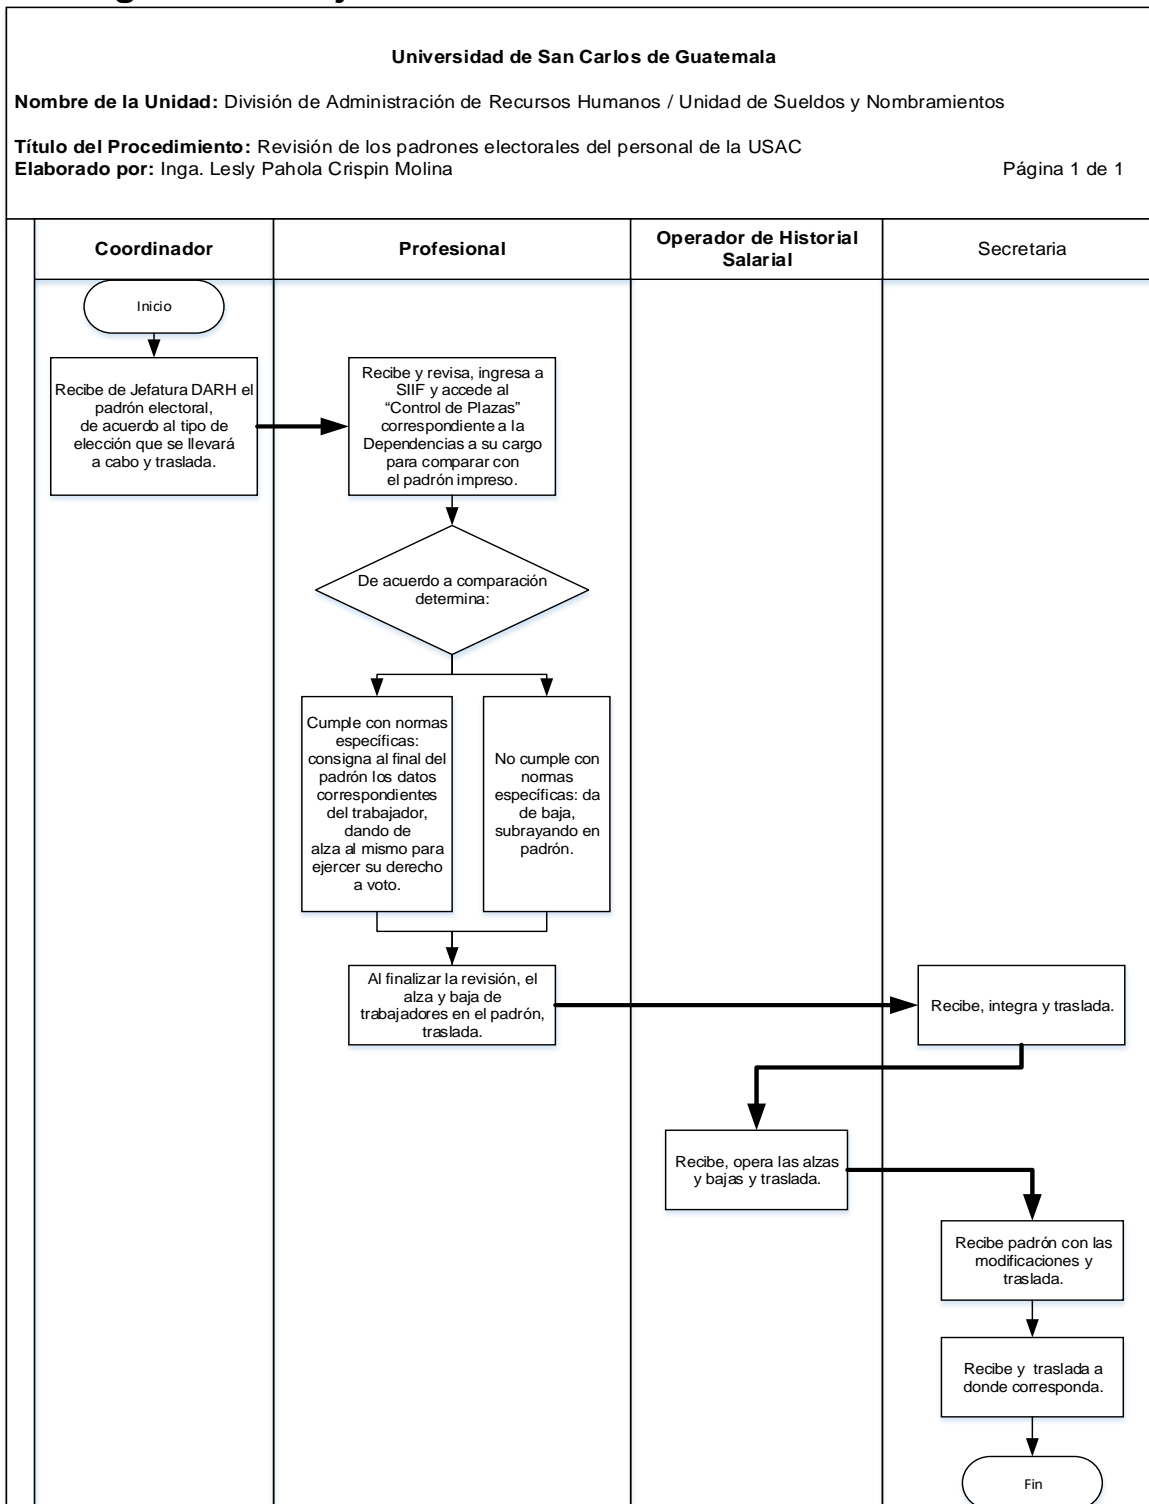 Universidad de San Carlos de Guatemala
Nombre de la Unidad: División de Administración de Recursos Humanos / Unidad de Sueldos y Nombramientos
Título del Procedimiento: Revisión de los padrones electorales del personal de la USAC
Elaborado por: Inga. Lesly Pahola Crispin Molina
Página 1 de 1
Coordinador
Profesional
Operador de Historial
Salarial
Secretaria
Inicio
Recibe de Jefatura DARH el
padrón electoral,
de acuerdo al tipo de
elección que se llevará
a cabo y traslada.
Recibe y revisa, ingresa a
SIIF y accede al
“Control de Plazas”
correspondiente a la
Dependencias a su cargo
para comparar con
el padrón impreso.
De acuerdo a comparación
determina:
Cumple con normas
específicas:
consigna al final del
padrón los datos
correspondientes
del trabajador,
dando de
alza al mismo para
ejercer su derecho
a voto.
No cumple con
normas
específicas: da
de baja,
subrayando en
padrón.
Al finalizar la revisión, el
alza y baja de
trabajadores en el padrón,
traslada.
Recibe, integra y traslada.
Recibe, opera las alzas
y bajas y traslada.
Recibe padrón con las
modificaciones y
traslada.
Recibe y traslada a
donde corresponda.
Fin